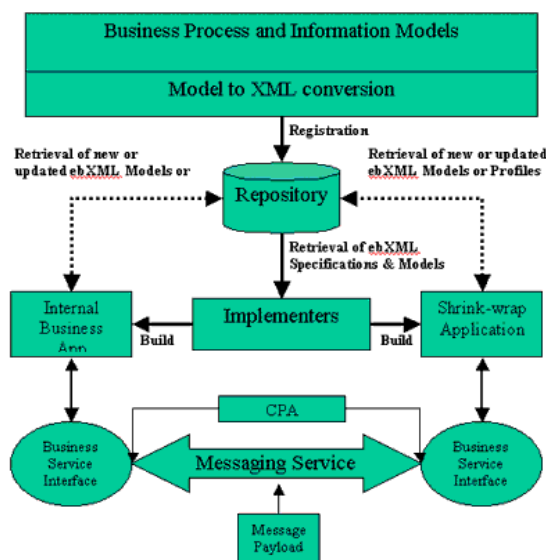 Business Process and Information Models
Model to XML conversion
Registration
Retrieval of new or
updated ebXML Models or
Retrieval of new or updated
ebXML Models or Profiles
Repository
Retrieval of ebXML
Specifications & Models
Internal
Business
App
Implementers
Shrink-wrap
Application
Build
Build
CPA
Business
Service
Interface
Messaging Service
Business
Service
Interface
Message
Payload